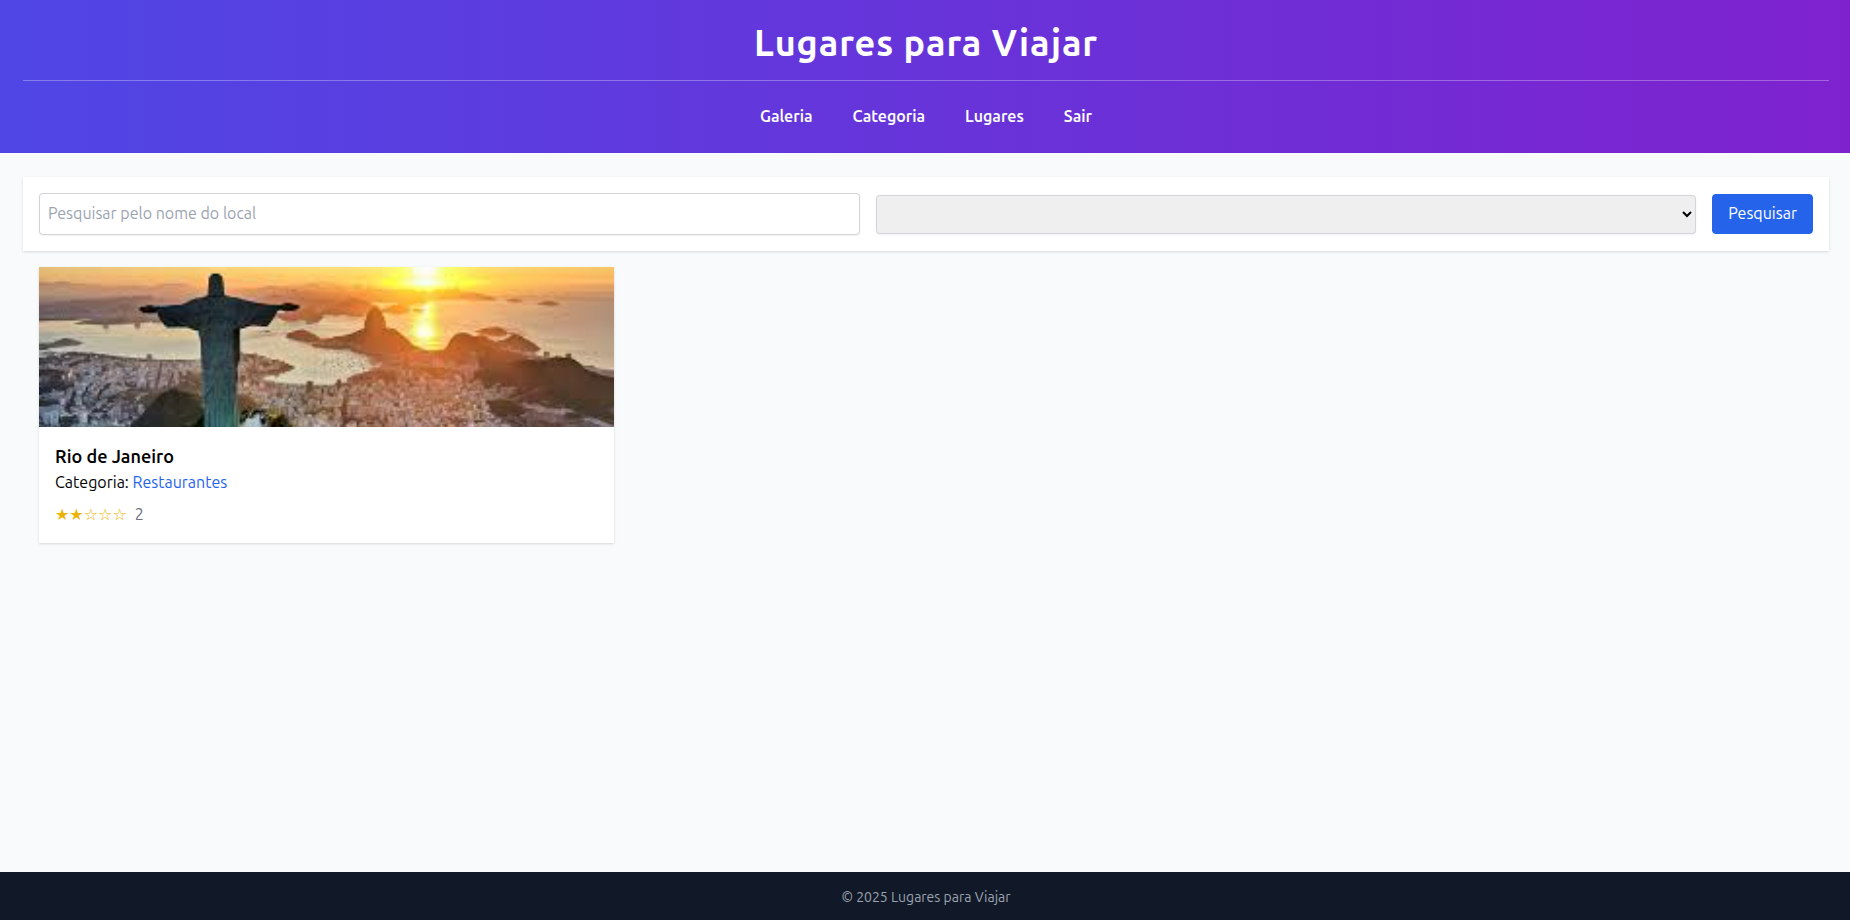 Lugares para Viajar
Galeria Categoria Lugares Sair
Pesquisar pelo nome do local Pesquisar
Rio de Janeiro
Categoria: Restaurantes
★★☆☆☆ 2
© 2025 Lugares para Viajar